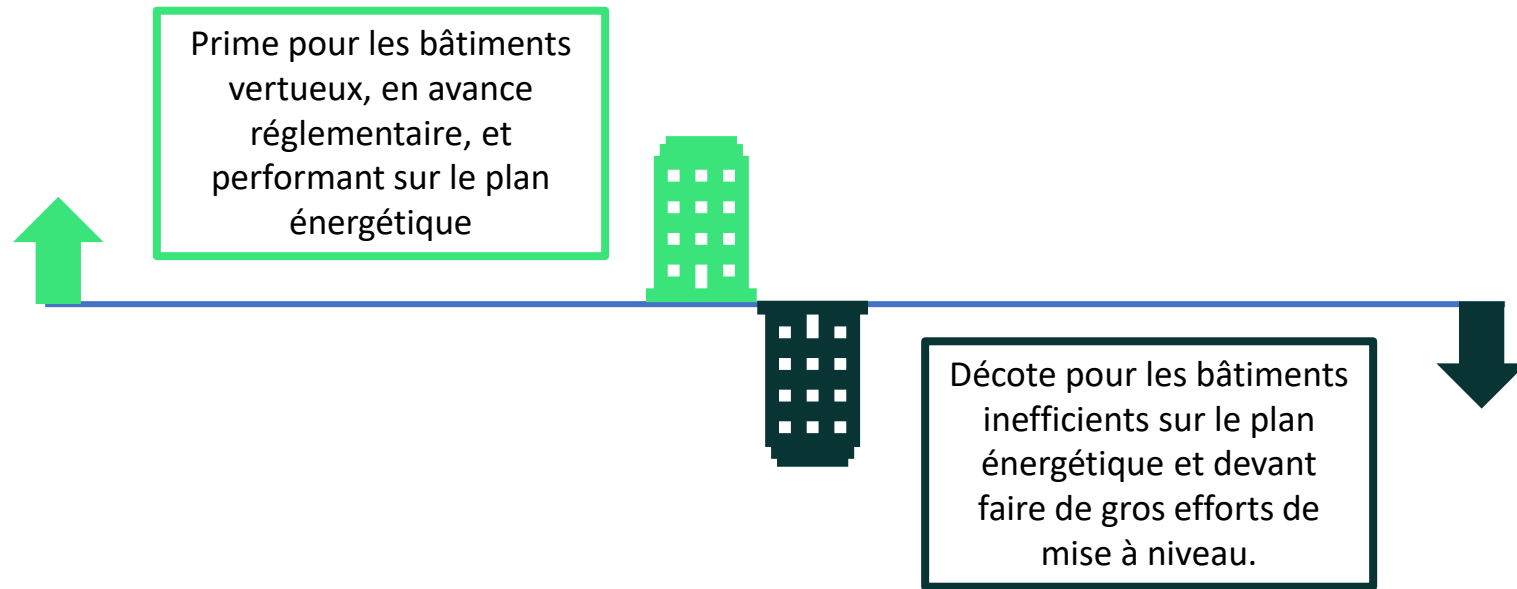 Prime pour les bâtiments
vertueux, en avance
réglementaire, et
performant sur le plan
énergétique
Décote pour les bâtiments
inefficients sur le plan
énergétique et devant
faire de gros efforts de
mise à niveau.